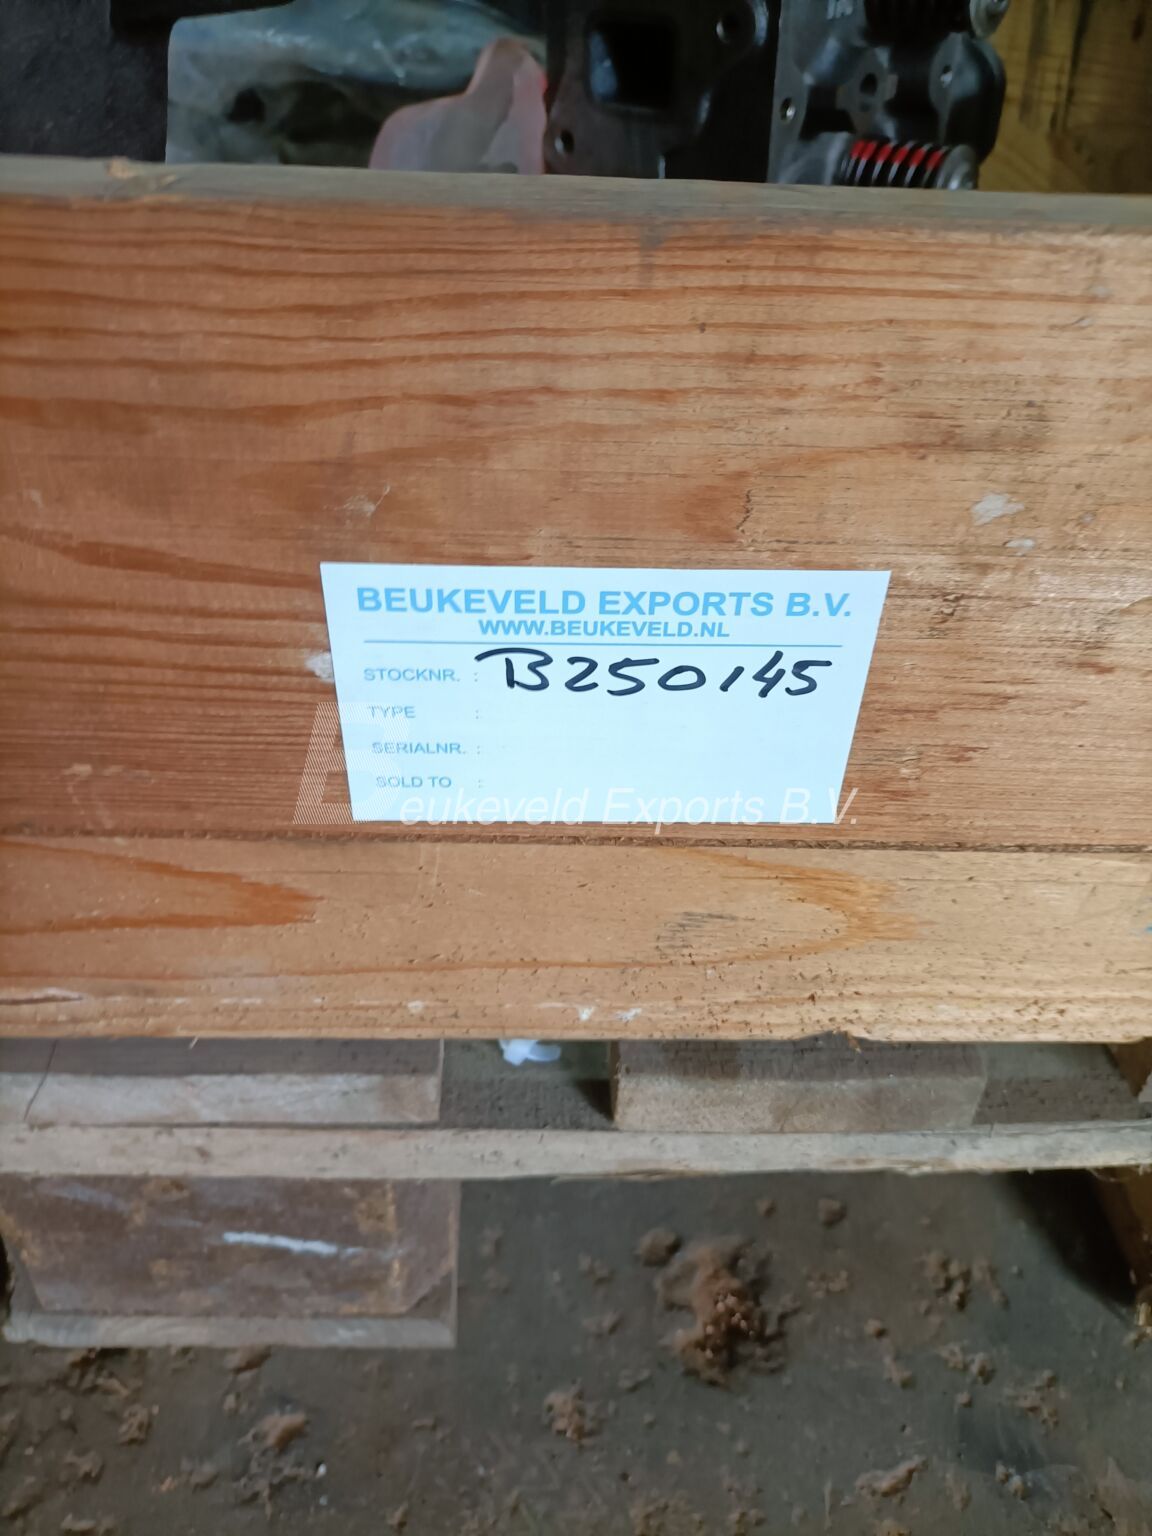 BEUKEVELD EXPORTS B.V.
WWW.BEUKEVELD.NL
STOCKNR. : B250145
TYPE :
SERIALNR. :
SOLD TO :
Beukeveld Exports B.V.